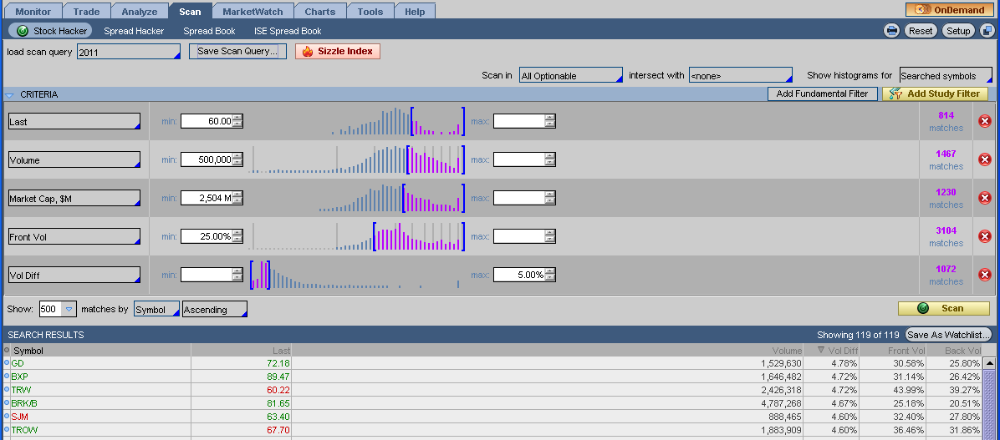 Monitor Trade Analyze Scan MarketWatch Charts Tools Help OnDemand
Stock Hacker Spread Hacker Spread Book ISE Spread Book Reset Setup
load scan query 2011 Save Scan Query... Sizzle Index
Scan in All Optionable intersect with <none> Show histograms for Searched symbols
CRITERIA Add Fundamental Filter Add Study Filter
Last min: 60.00 max: 814 matches
Volume min: 500,000 max: 1467 matches
Market Cap, $M min: 2,504 M max: 1230 matches
Front Vol min: 25.00% max: 3104 matches
Vol Diff min: max: 5.00% 1072 matches
Show: 500 matches by Symbol Ascending Scan
SEARCH RESULTS Showing 119 of 119 Save As Watchlist...
Symbol Last Volume Vol Diff Front Vol Back Vol
GD 72.18 1,529,630 4.78% 30.58% 25.80%
BXP 89.47 1,646,482 4.72% 31.14% 26.42%
TRW 60.22 2,426,318 4.72% 43.99% 39.27%
BRK/B 81.65 4,787,268 4.67% 25.18% 20.51%
SJM 63.40 888,465 4.60% 32.40% 27.80%
TROW 67.70 1,883,909 4.60% 36.46% 31.86%